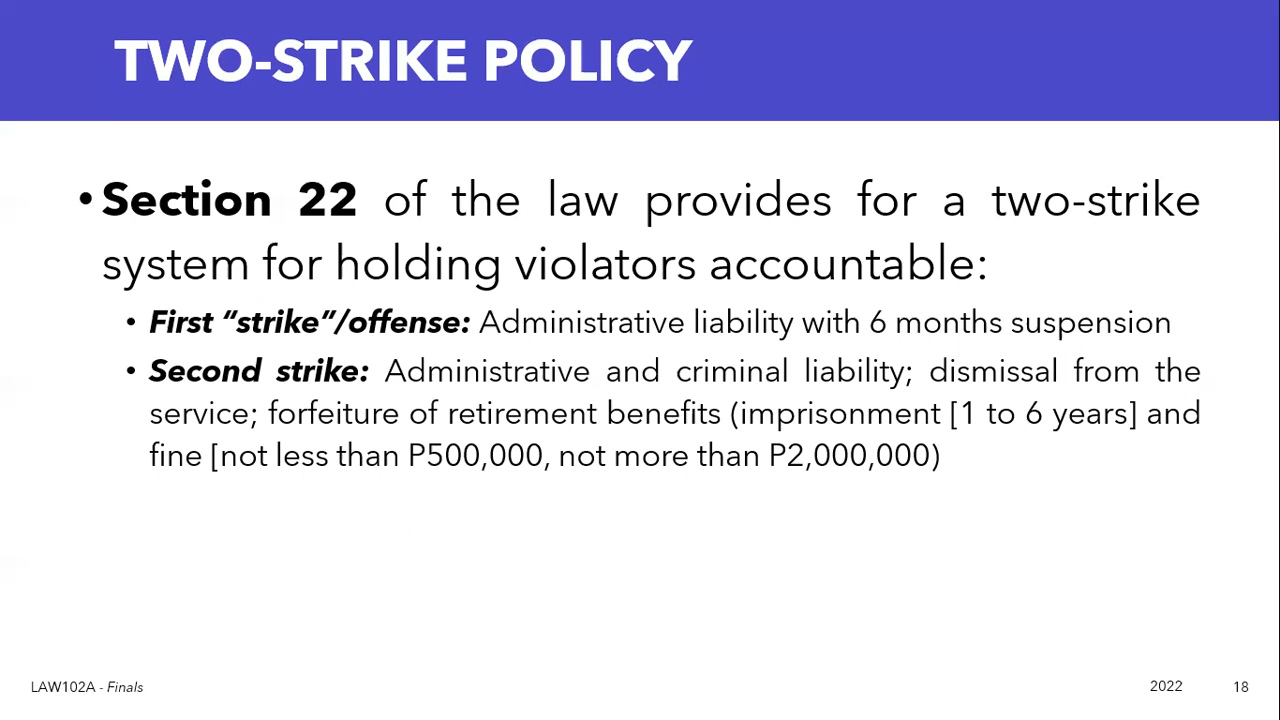 TWO-STRIKE POLICY
• Section 22 of the law provides for a two-strike
system for holding violators accountable:
• First “strike”/offense: Administrative liability with 6 months suspension
• Second strike: Administrative and criminal liability; dismissal from the
service; forfeiture of retirement benefits (imprisonment [1 to 6 years] and
fine [not less than P500,000, not more than P2,000,000)
LAW102A - Finals
2022
18